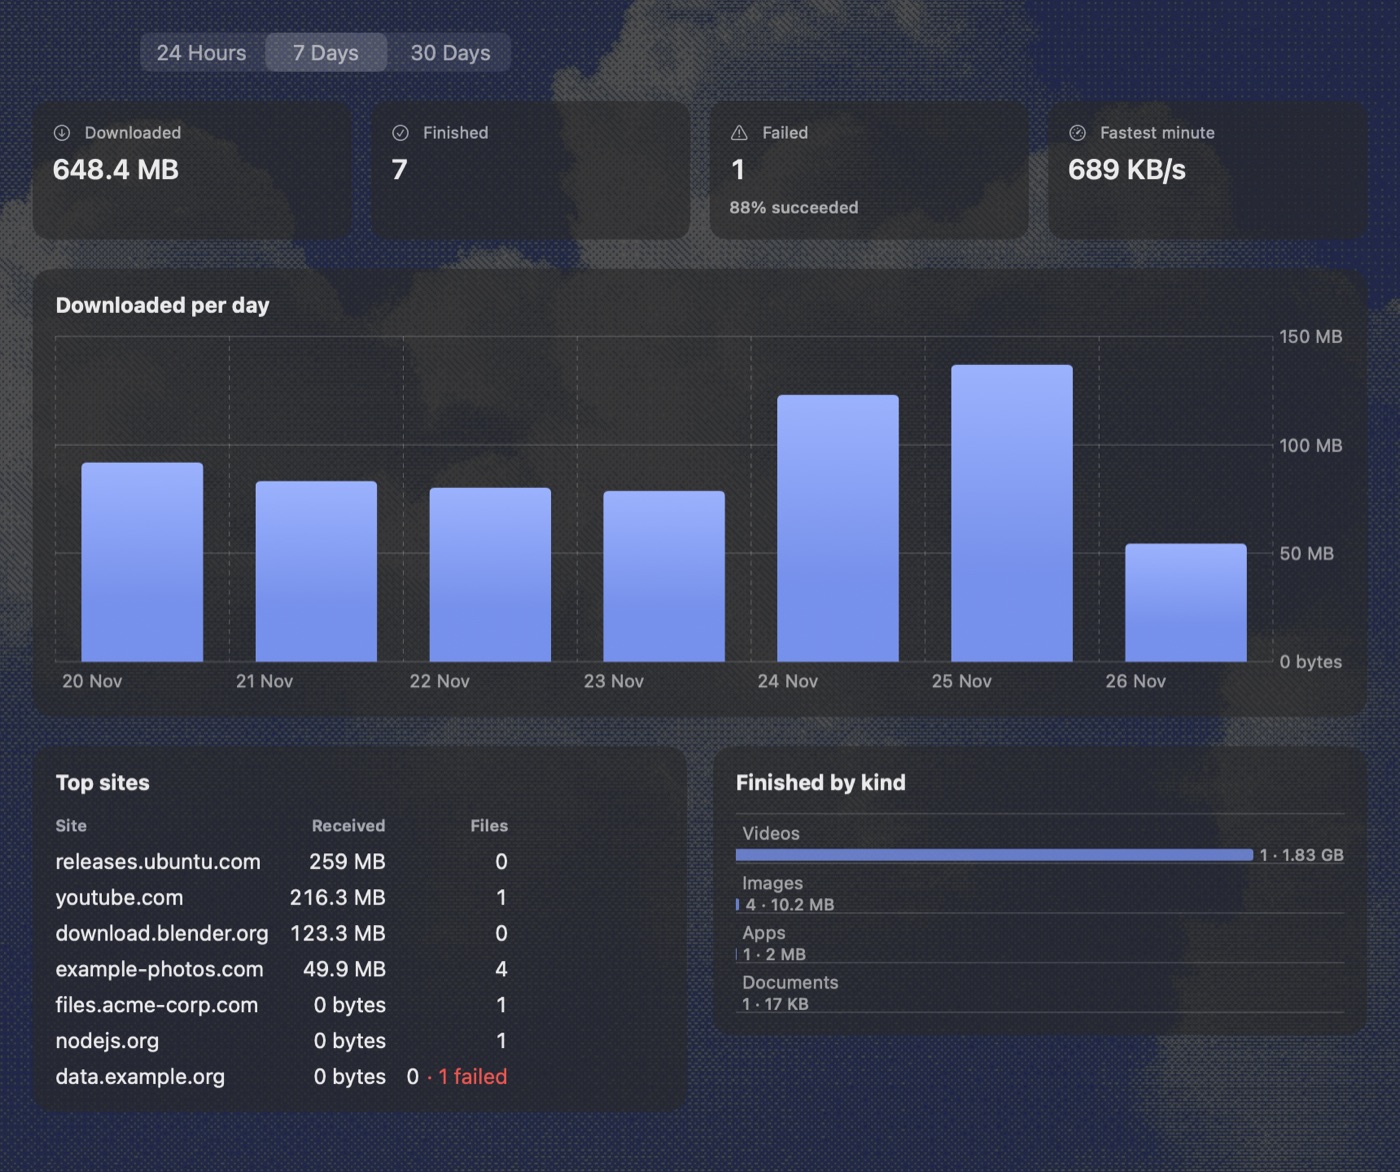 24 Hours 7 Days 30 Days
Downloaded
648.4 MB
Finished
7
Failed
1
88% succeeded
Fastest minute
689 KB/s
Downloaded per day
150 MB
100 MB
50 MB
0 bytes
20 Nov 21 Nov 22 Nov 23 Nov 24 Nov 25 Nov 26 Nov
Top sites
Site Received Files
releases.ubuntu.com 259 MB 0
youtube.com 216.3 MB 1
download.blender.org 123.3 MB 0
example-photos.com 49.9 MB 4
files.acme-corp.com 0 bytes 1
nodejs.org 0 bytes 1
data.example.org 0 bytes 0 · 1 failed
Finished by kind
Videos
1 · 1.83 GB
Images
4 · 10.2 MB
Apps
1 · 2 MB
Documents
1 · 17 KB